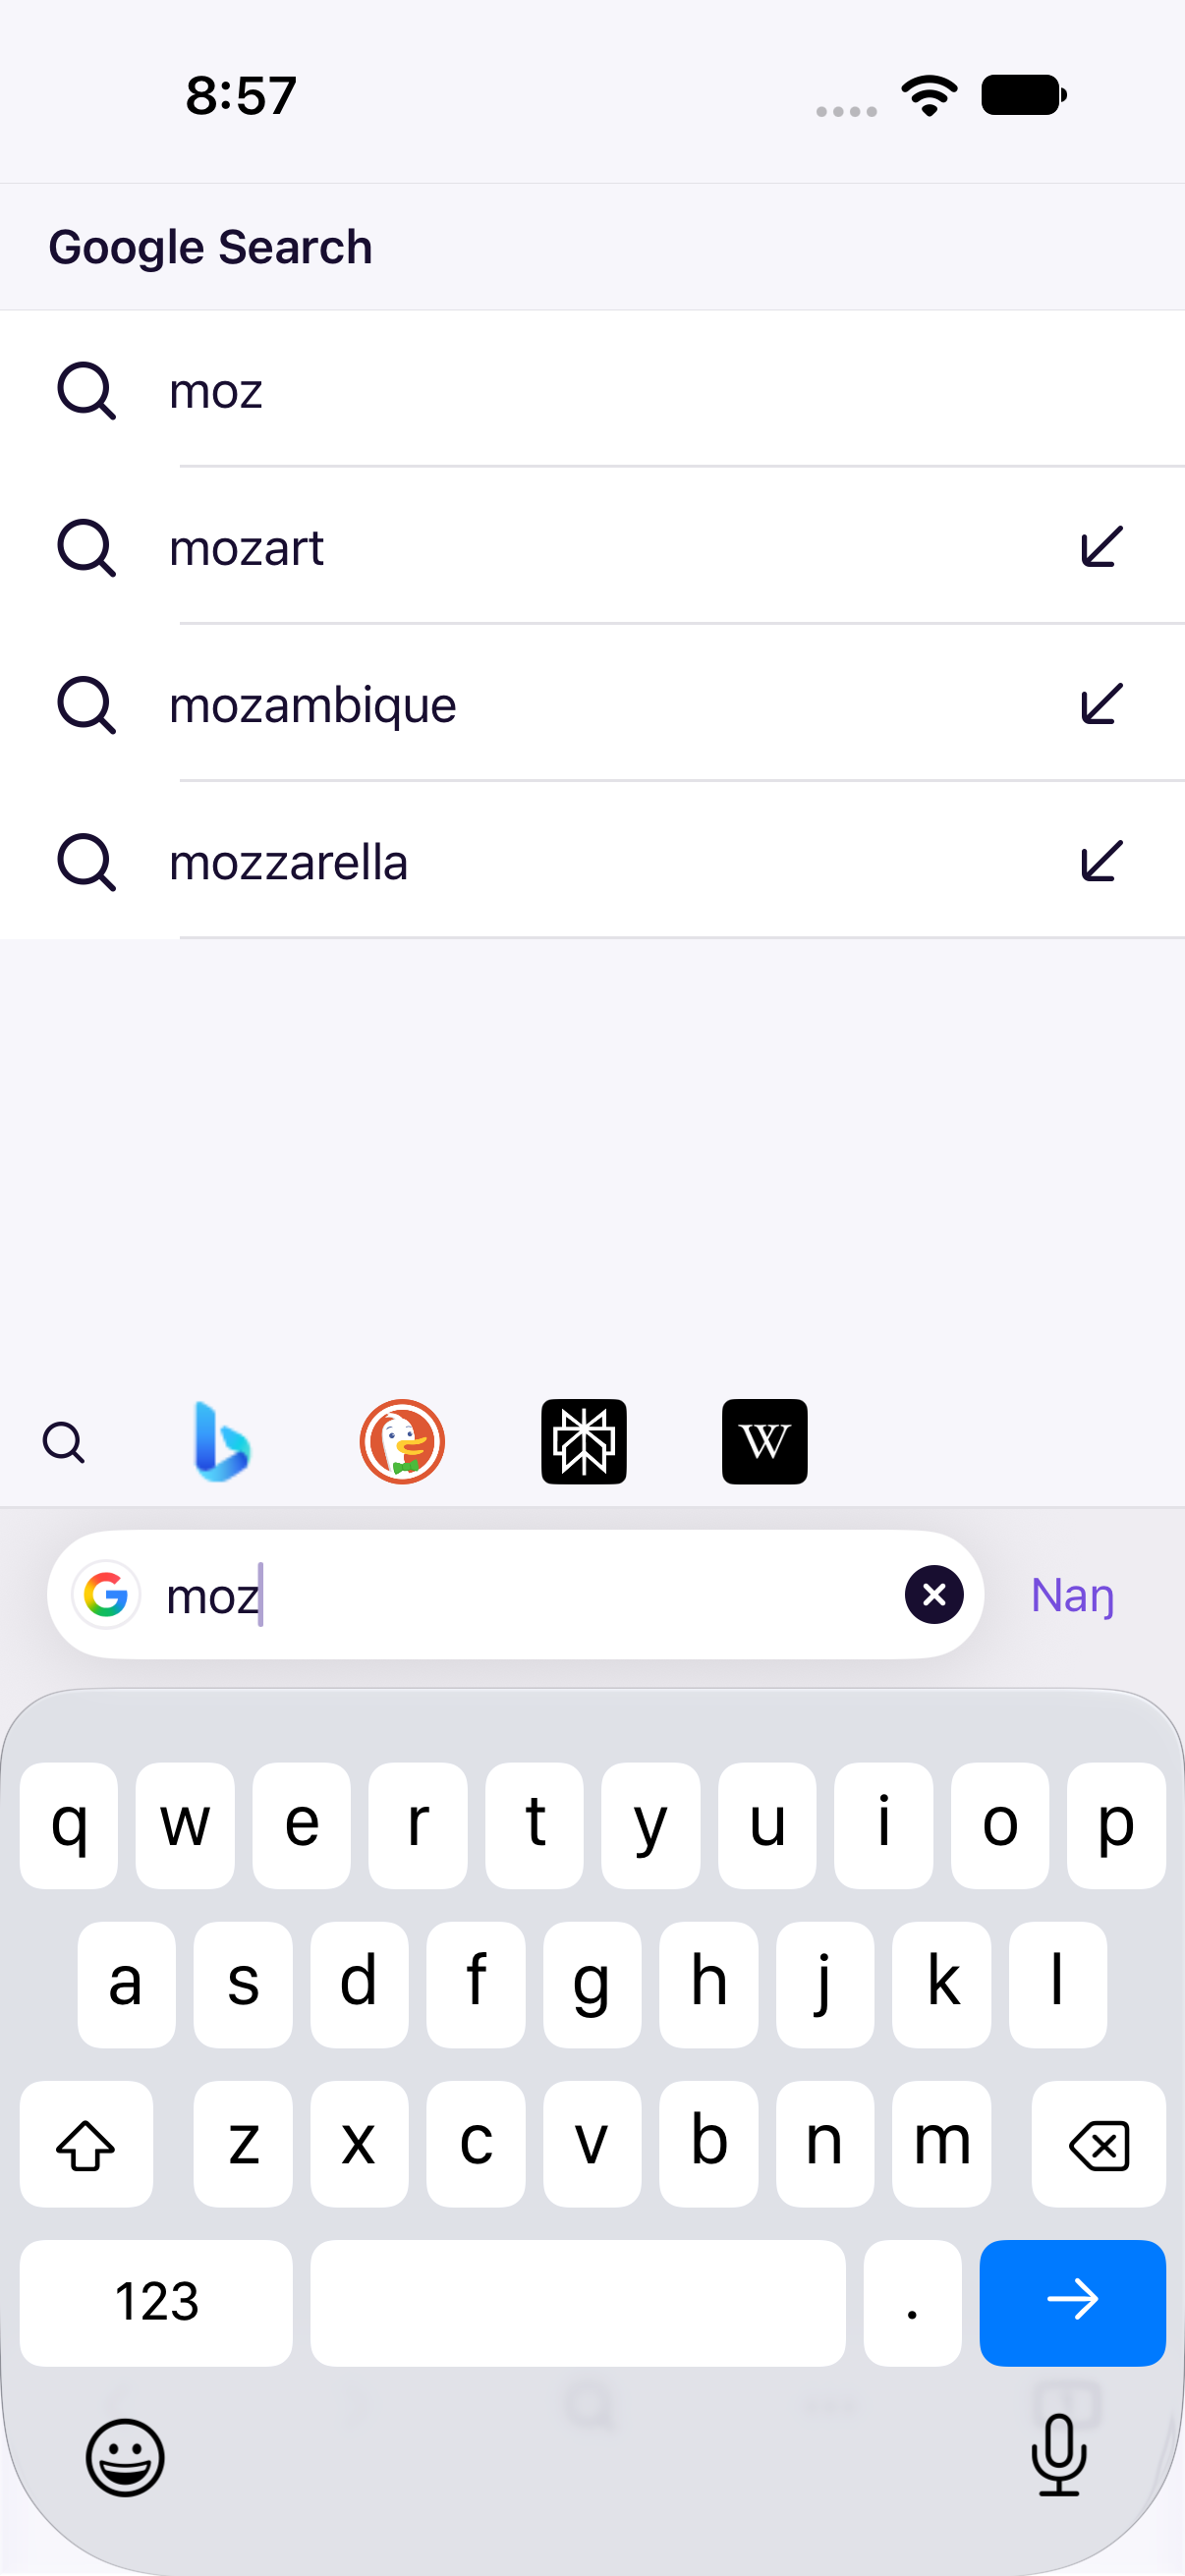 8:57
Google Search
moz
mozart
mozambique
mozzarella
W
moz
Naŋ
q w e r t y u i o p
a s d f g h j k l
z x c v b n m
123 .